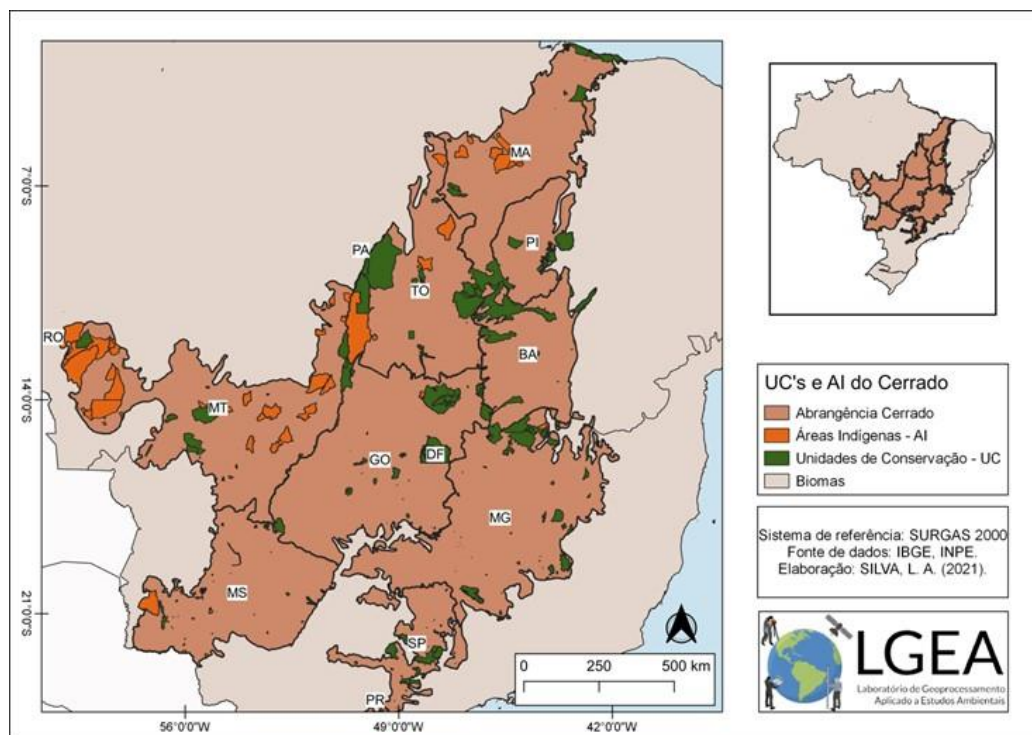 MA
7°0'0"S
PI
PA
TO
RO
BA
14°0'0"S
MT
GO
DF
MG
MS
21°0'0"S
SP
PR
0 250 500 km
56°0'0"W
49°0'0"W
42°0'0"W
UC's e AI do Cerrado
Abrangência Cerrado
Áreas Indígenas - AI
Unidades de Conservação - UC
Biomas
Sistema de referência: SURGAS 2000
Fonte de dados: IBGE, INPE.
Elaboração: SILVA, L. A. (2021).
LGEA
Laboratório de Geoprocessamento
Aplicado a Estudos Ambientais